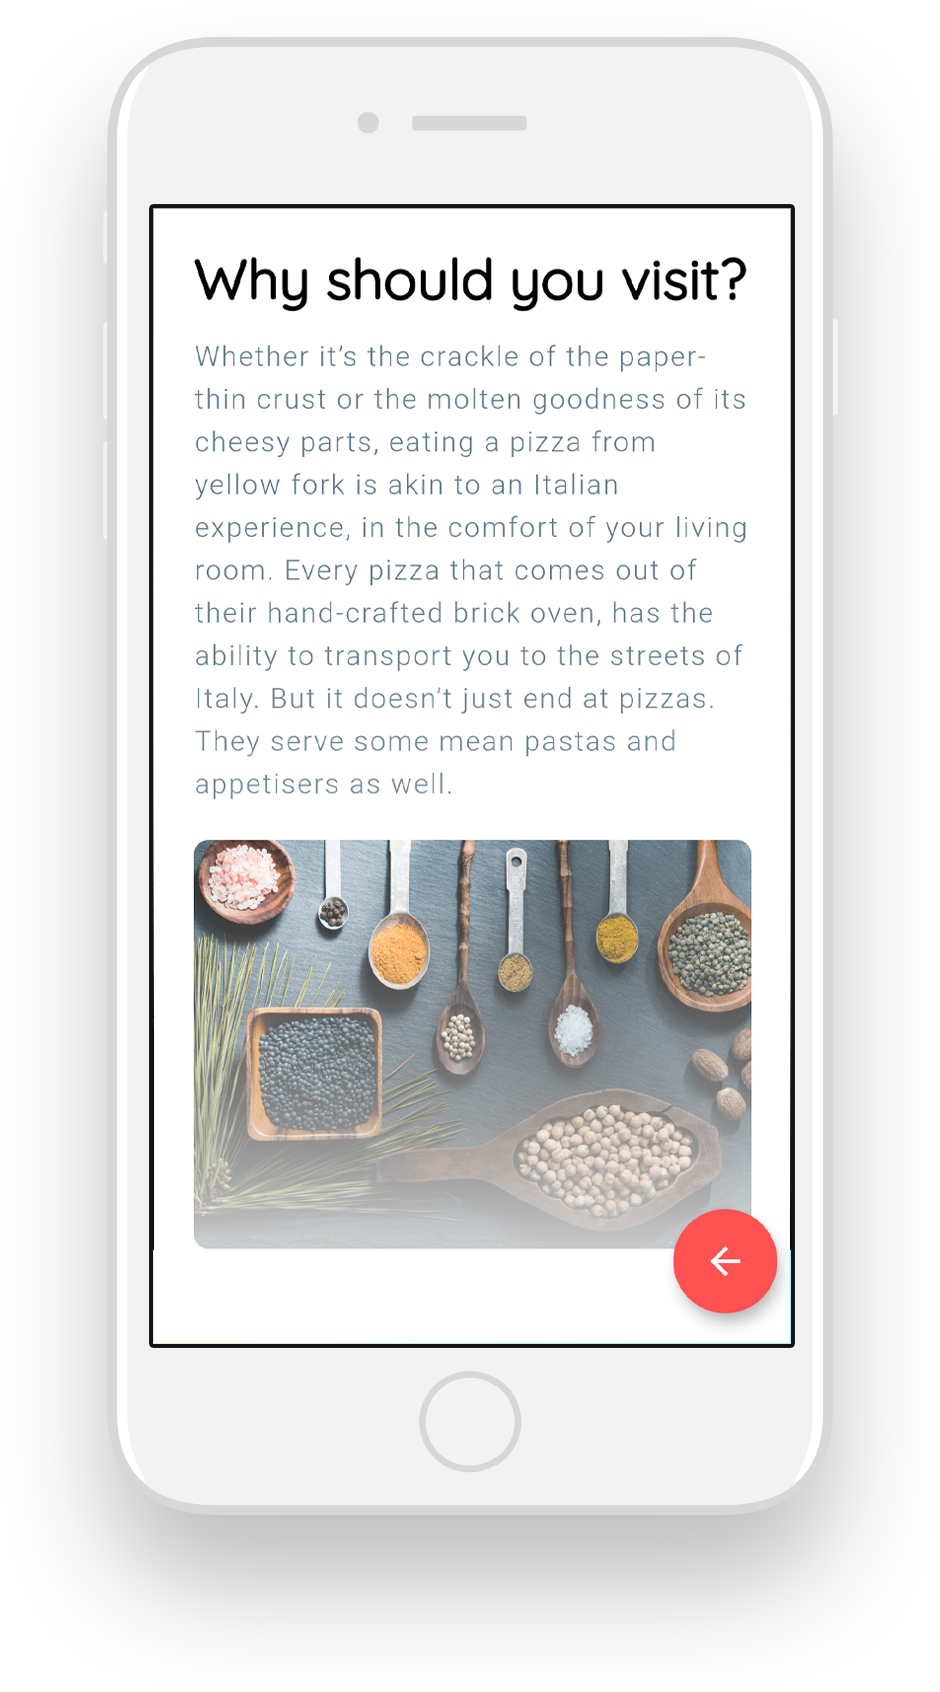 Why should you visit?
Whether it’s the crackle of the paper-
thin crust or the molten goodness of its
cheesy parts, eating a pizza from
yellow fork is akin to an Italian
experience, in the comfort of your living
room. Every pizza that comes out of
their hand-crafted brick oven, has the
ability to transport you to the streets of
Italy. But it doesn’t just end at pizzas.
They serve some mean pastas and
appetisers as well.